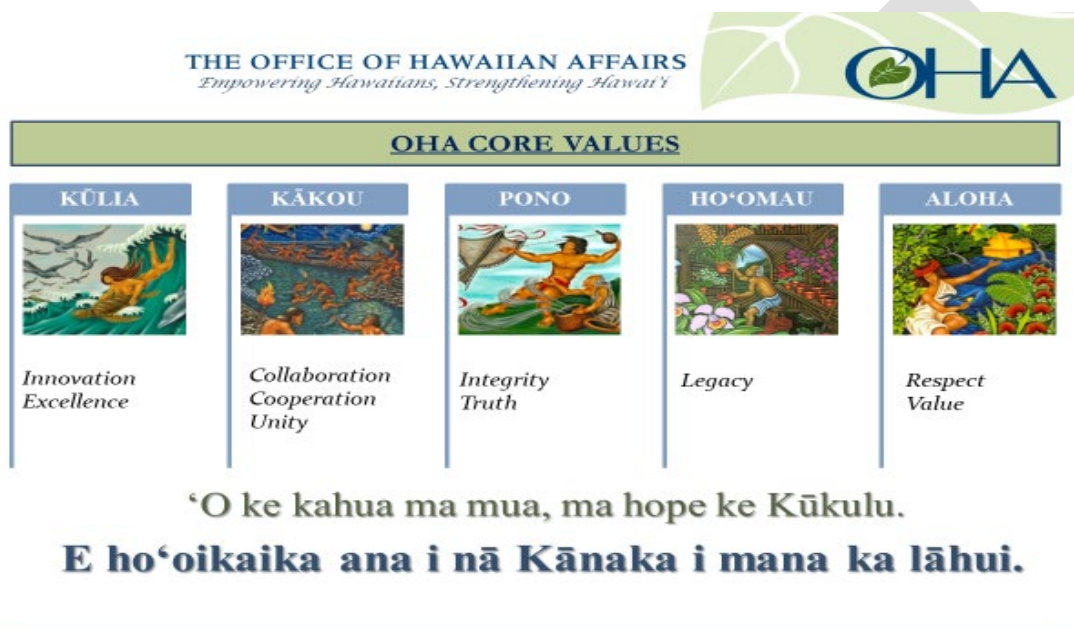 THE OFFICE OF HAWAIIAN AFFAIRS
Empowering Hawaiians, Strengthening Hawai'i
OHA
OHA CORE VALUES
KŪLIA
Innovation
Excellence
KĀKOU
Collaboration
Cooperation
Unity
PONO
Integrity
Truth
HO‘OMAU
Legacy
ALOHA
Respect
Value
‘O ke kahua ma mua, ma hope ke Kūkulu.
E ho‘oikaika ana i nā Kānaka i mana ka lāhui.